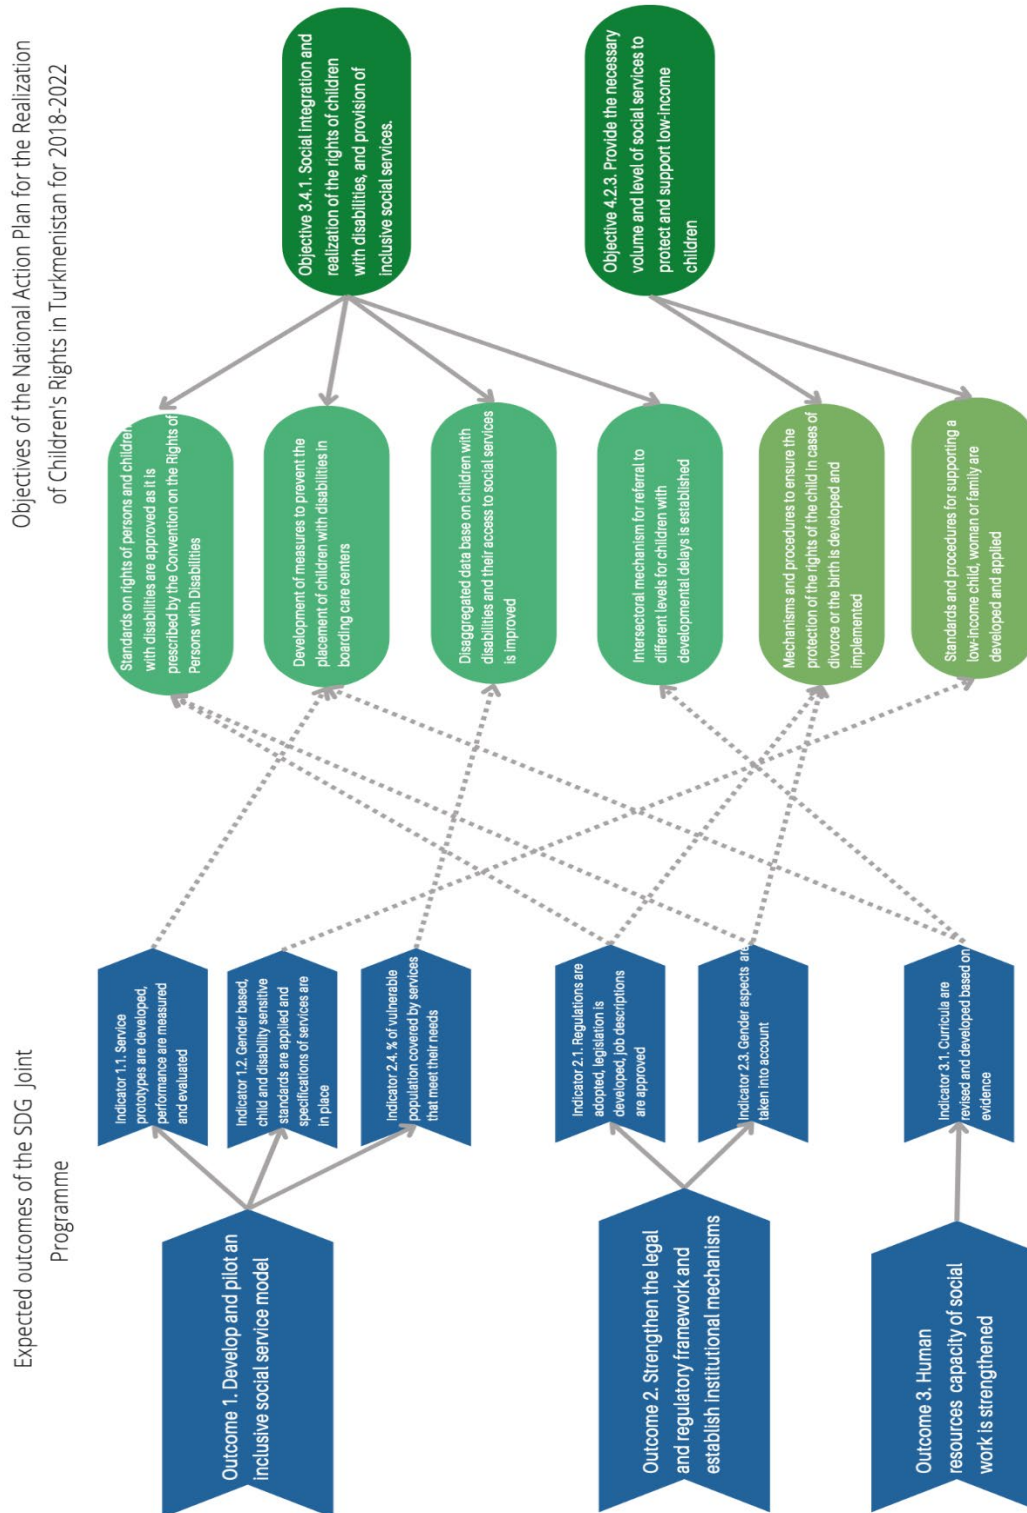 Expected outcomes of the SDG Joint
Programme
Objectives of the National Action Plan for the Realization
of Children's Rights in Turkmenistan for 2018-2022
Outcome 1. Develop and pilot an
inclusive social service model
Outcome 2. Strengthen the legal
and regulatory framework and
establish institutional mechanisms
Outcome 3. Human
resources capacity of social
work is strengthened
Indicator 1.1. Service
prototypes are developed,
performance are measured
and evaluated
Indicator 1.2. Gender based,
child and disability sensitive
standards are applied and
specifications of services are
in place
Indicator 2.4. % of vulnerable
population covered by services
that meet their needs
Indicator 2.1. Regulations are
adopted, legislation is
developed, job descriptions
are approved
Indicator 2.3. Gender aspects are
taken into account
Indicator 3.1. Curricula are
revised and developed based on
evidence
Standards on rights of persons and children
with disabilities are approved as it is
prescribed by the Convention on the Rights of
Persons with Disabilities
Development of measures to prevent the
placement of children with disabilities in
boarding care centers
Disaggregated data base on children with
disabilities and their access to social services
is improved
Intersectoral mechanism for referral to
different levels for children with
developmental delays is established
Mechanisms and procedures to ensure the
protection of the rights of the child in cases of
divorce or the birth is developed and
implemented
Standards and procedures for supporting a
low-income child, woman or family are
developed and applied
Objective 3.4.1. Social integration and
realization of the rights of children
with disabilities, and provision of
inclusive social services.
Objective 4.2.3. Provide the necessary
volume and level of social services to
protect and support low-income
children